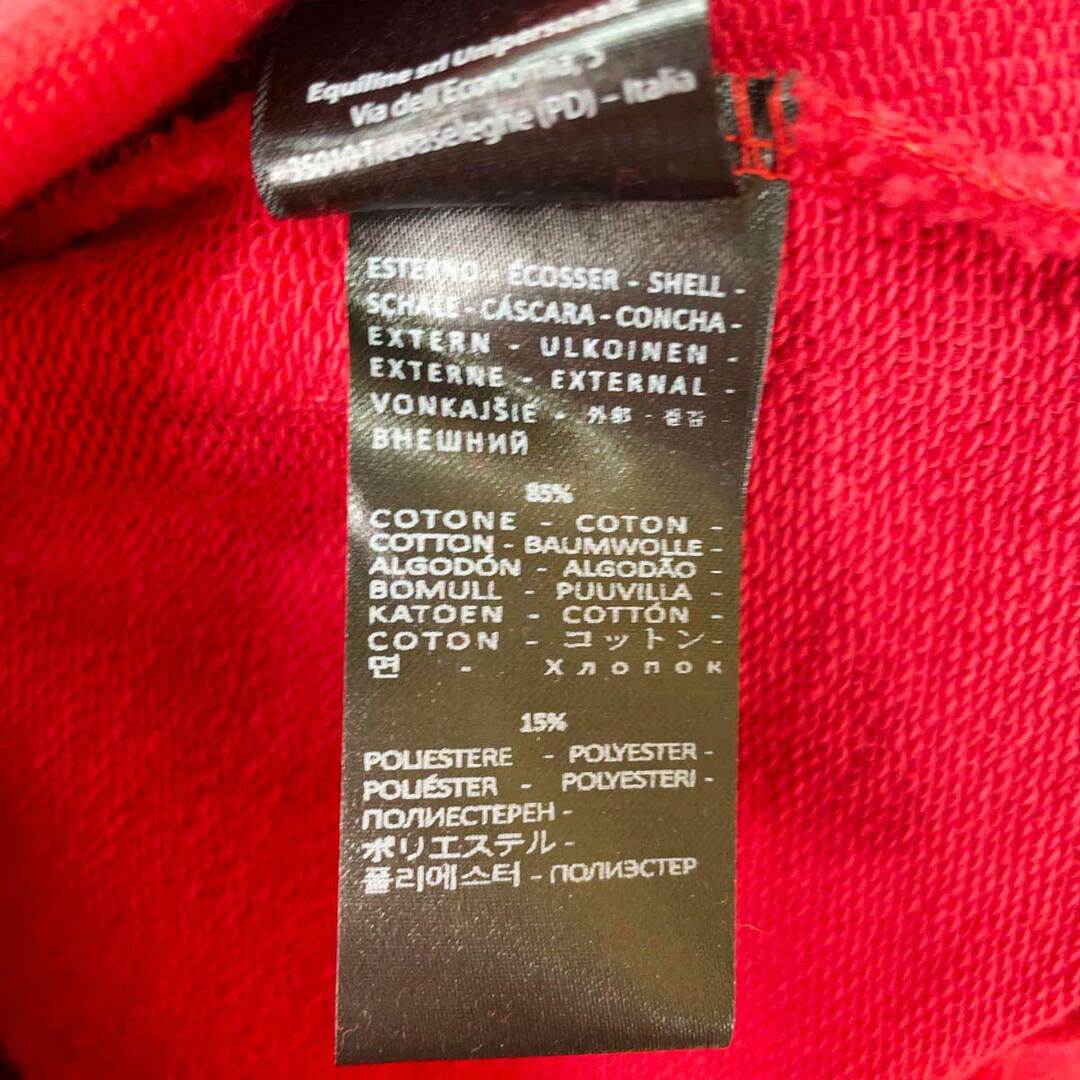 Equiline srl Unipersonale
Via dell'Economia, 5
35010 Trebaseleghe (PD) – Italia
ESTERNO - ÉCOSSER - SHELL -
SCHALE - CÁSCARA - CONCHA -
EXTERN - ULKOINEN -
EXTERNE - EXTERNAL -
VONKAJŠIE - 外部 - 겉감
ВНЕШНИЙ
85%
COTONE - COTON -
COTTON - BAUMWOLLE -
ALGODÓN - ALGODÃO -
BOMULL - PUUVILLA -
KATOEN - COTTÓN -
COTON - コットン -
면 - Хлопок
15%
POLIESTERE - POLYESTER -
POLIÉSTER - POLYESTERI -
ПОЛИЕСТЕРЕН -
ポリエステル -
폴리에스터 - ПОЛИЭСТЕР